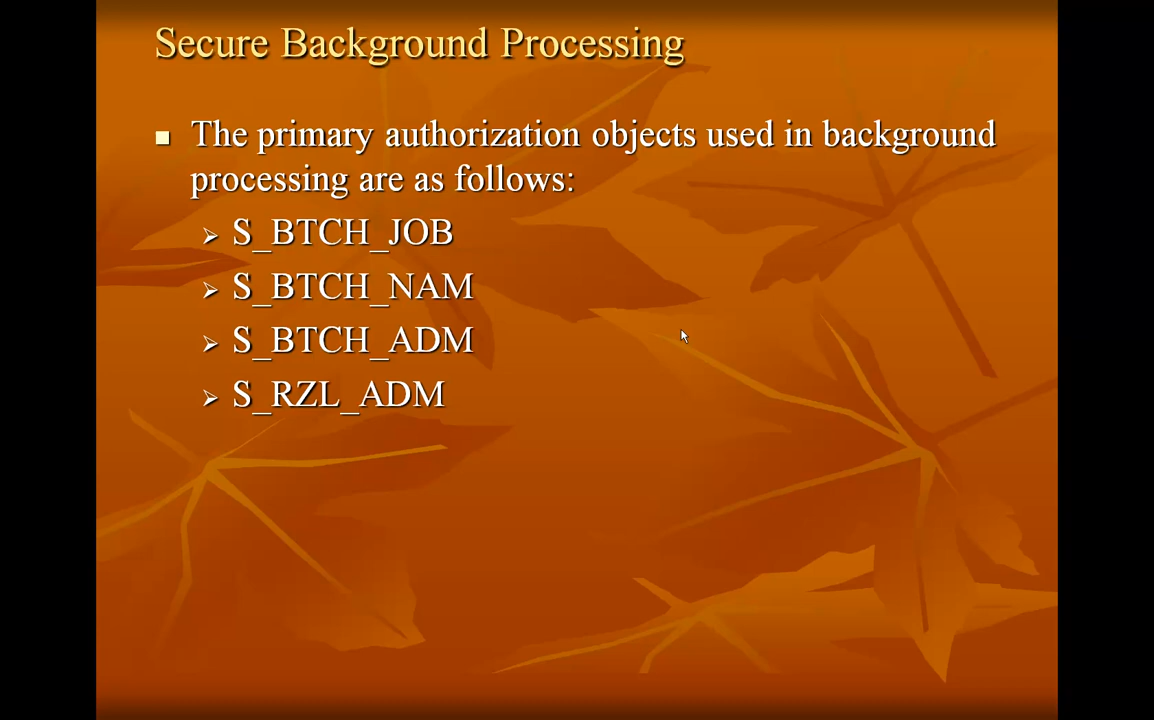 Secure Background Processing
The primary authorization objects used in background
processing are as follows:
S_BTCH_JOB
S_BTCH_NAM
S_BTCH_ADM
S_RZL_ADM